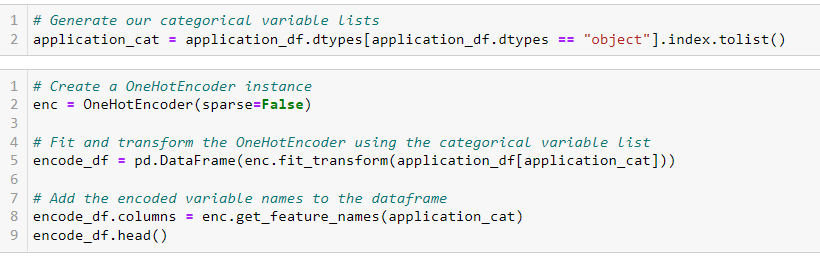 1 # Generate our categorical variable lists
2 application_cat = application_df.dtypes[application_df.dtypes == "object"].index.tolist()
1 # Create a OneHotEncoder instance
2 enc = OneHotEncoder(sparse=False)
3
4 # Fit and transform the OneHotEncoder using the categorical variable list
5 encode_df = pd.DataFrame(enc.fit_transform(application_df[application_cat]))
6
7 # Add the encoded variable names to the dataframe
8 encode_df.columns = enc.get_feature_names(application_cat)
9 encode_df.head()